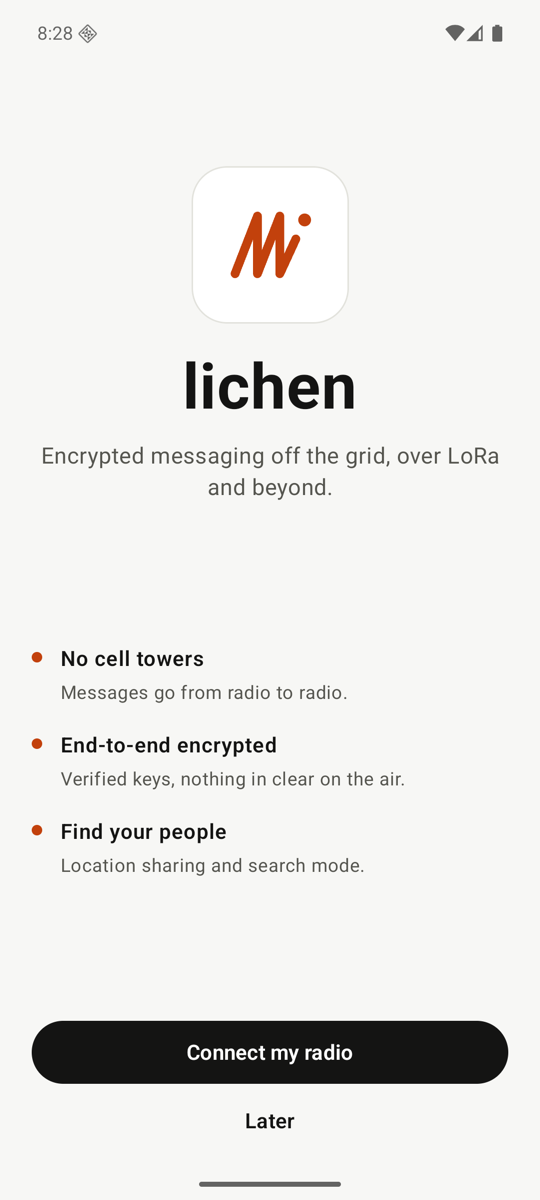 8:28
lichen
Encrypted messaging off the grid, over LoRa
and beyond.
No cell towers
Messages go from radio to radio.
End-to-end encrypted
Verified keys, nothing in clear on the air.
Find your people
Location sharing and search mode.
Connect my radio
Later